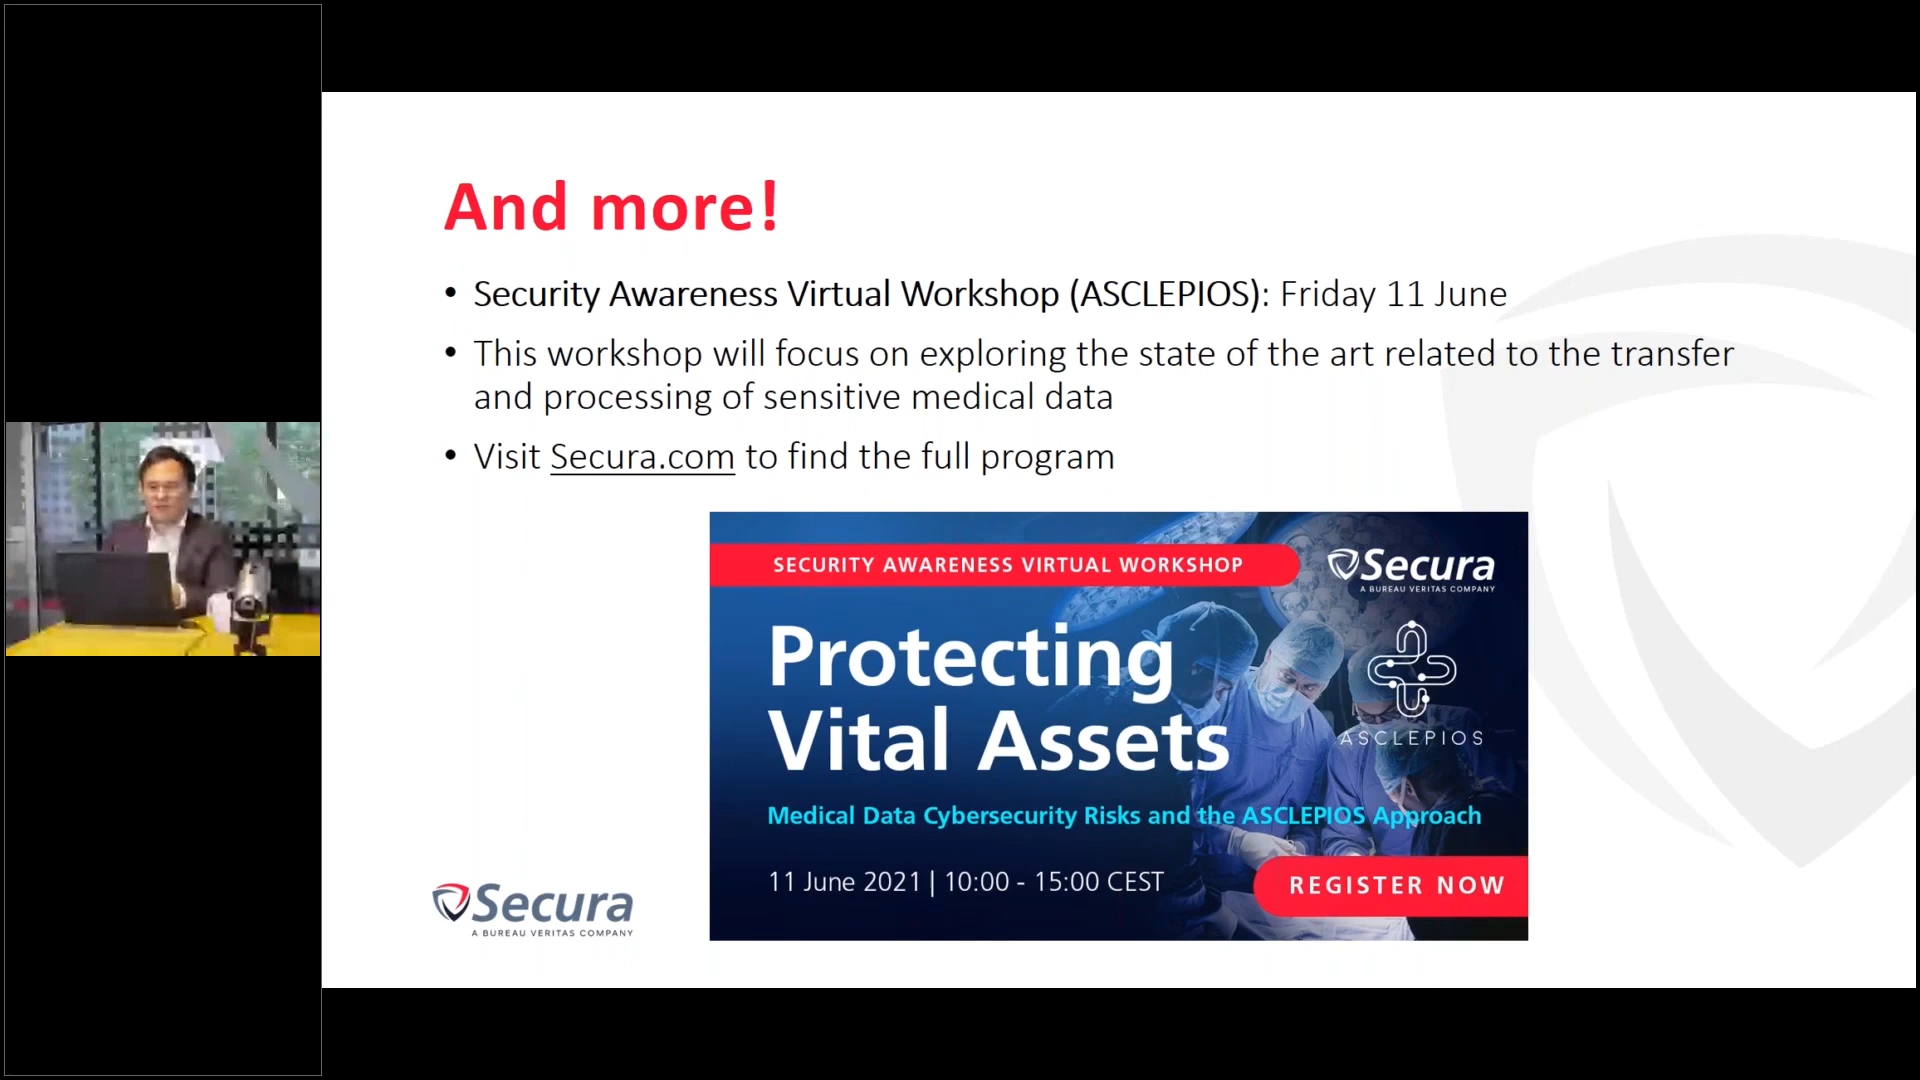 And more!
• Security Awareness Virtual Workshop (ASCLEPIOS): Friday 11 June
• This workshop will focus on exploring the state of the art related to the transfer
and processing of sensitive medical data
• Visit Secura.com to find the full program
SECURITY AWARENESS VIRTUAL WORKSHOP
Secura
A BUREAU VERITAS COMPANY
Protecting
Vital Assets
ASCLEPIOS
Medical Data Cybersecurity Risks and the ASCLEPIOS Approach
11 June 2021 | 10:00 - 15:00 CEST
REGISTER NOW
Secura
A BUREAU VERITAS COMPANY